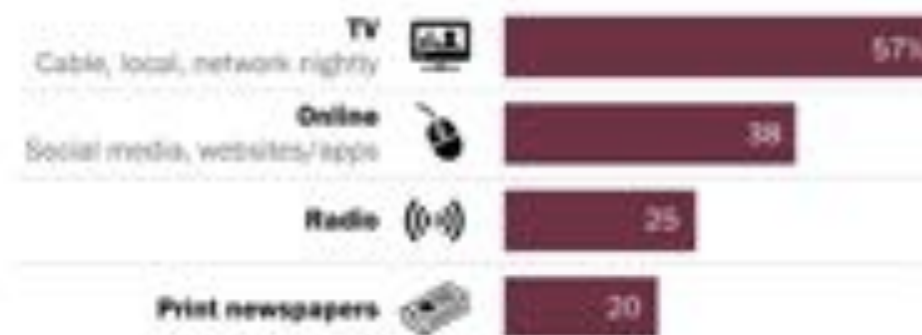 TV
Cable, local, network nightly
57%
Online
Social media, websites/apps
38
Radio
25
Print newspapers
20